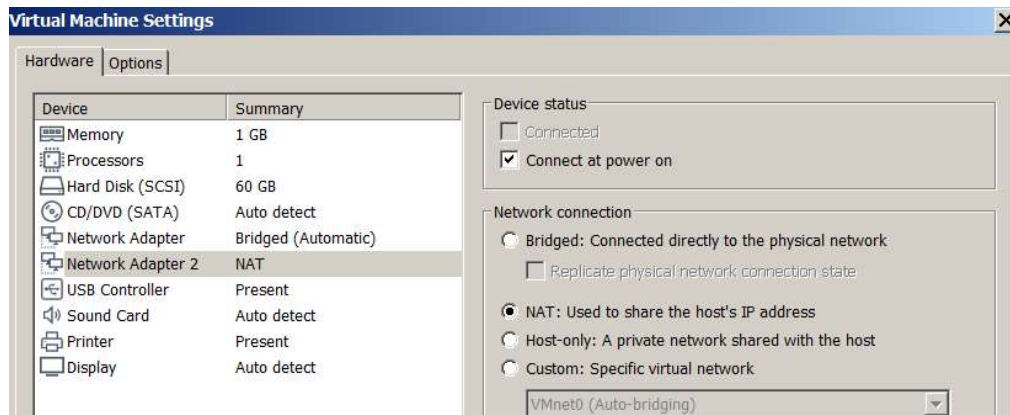 Virtual Machine Settings
Hardware
Options
Device Summary
Memory 1 GB
Processors 1
Hard Disk (SCSI) 60 GB
CD/DVD (SATA) Auto detect
Network Adapter Bridged (Automatic)
Network Adapter 2 NAT
USB Controller Present
Sound Card Auto detect
Printer Present
Display Auto detect
Device status
Connected
Connect at power on
Network connection
Bridged: Connected directly to the physical network
Replicate physical network connection state
NAT: Used to share the host's IP address
Host-only: A private network shared with the host
Custom: Specific virtual network
VMnet0 (Auto-bridging)